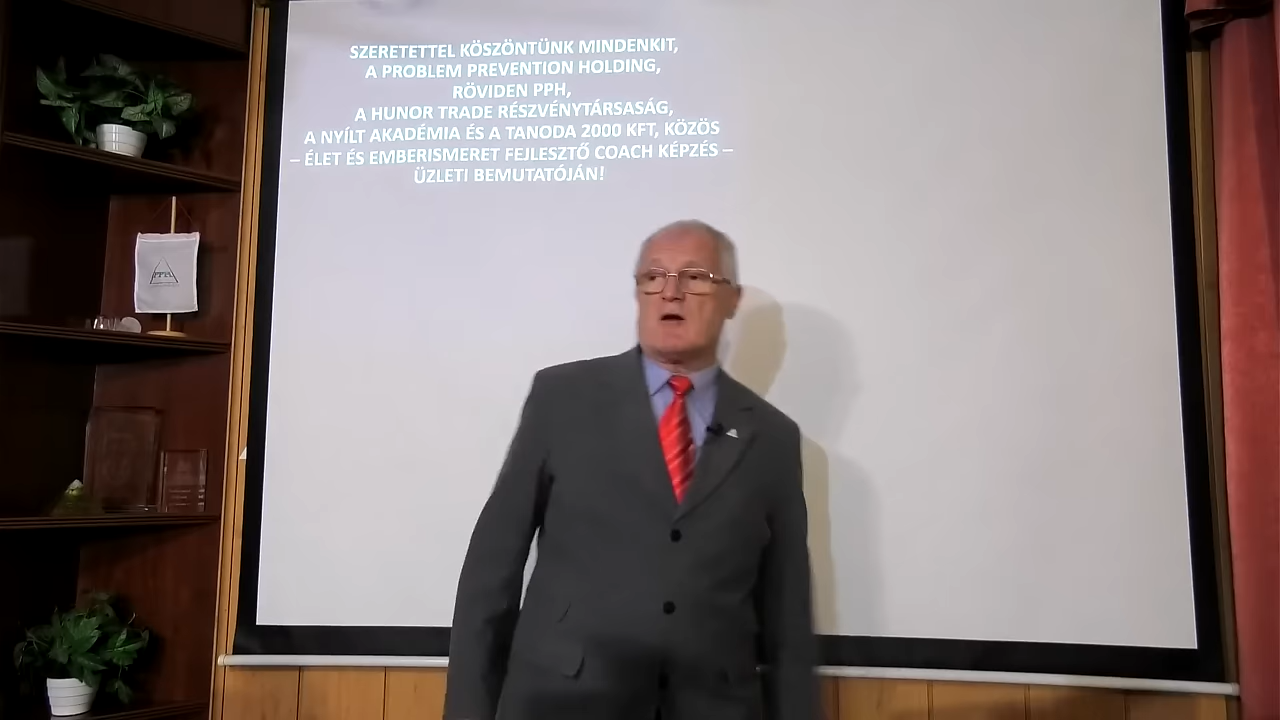 SZERETETTEL KÖSZÖNTÜNK MINDENKIT,
A PROBLEM PREVENTION HOLDING,
RÖVIDEN PPH,
A HUNOR TRADE RÉSZVÉNYTÁRSASÁG,
A NYÍLT AKADÉMIA ÉS A TANODA 2000 KFT, KÖZÖS
– ÉLET ÉS EMBERISMERET FEJLESZTŐ COACH KÉPZÉS –
ÜZLETI BEMUTATÓJÁN!